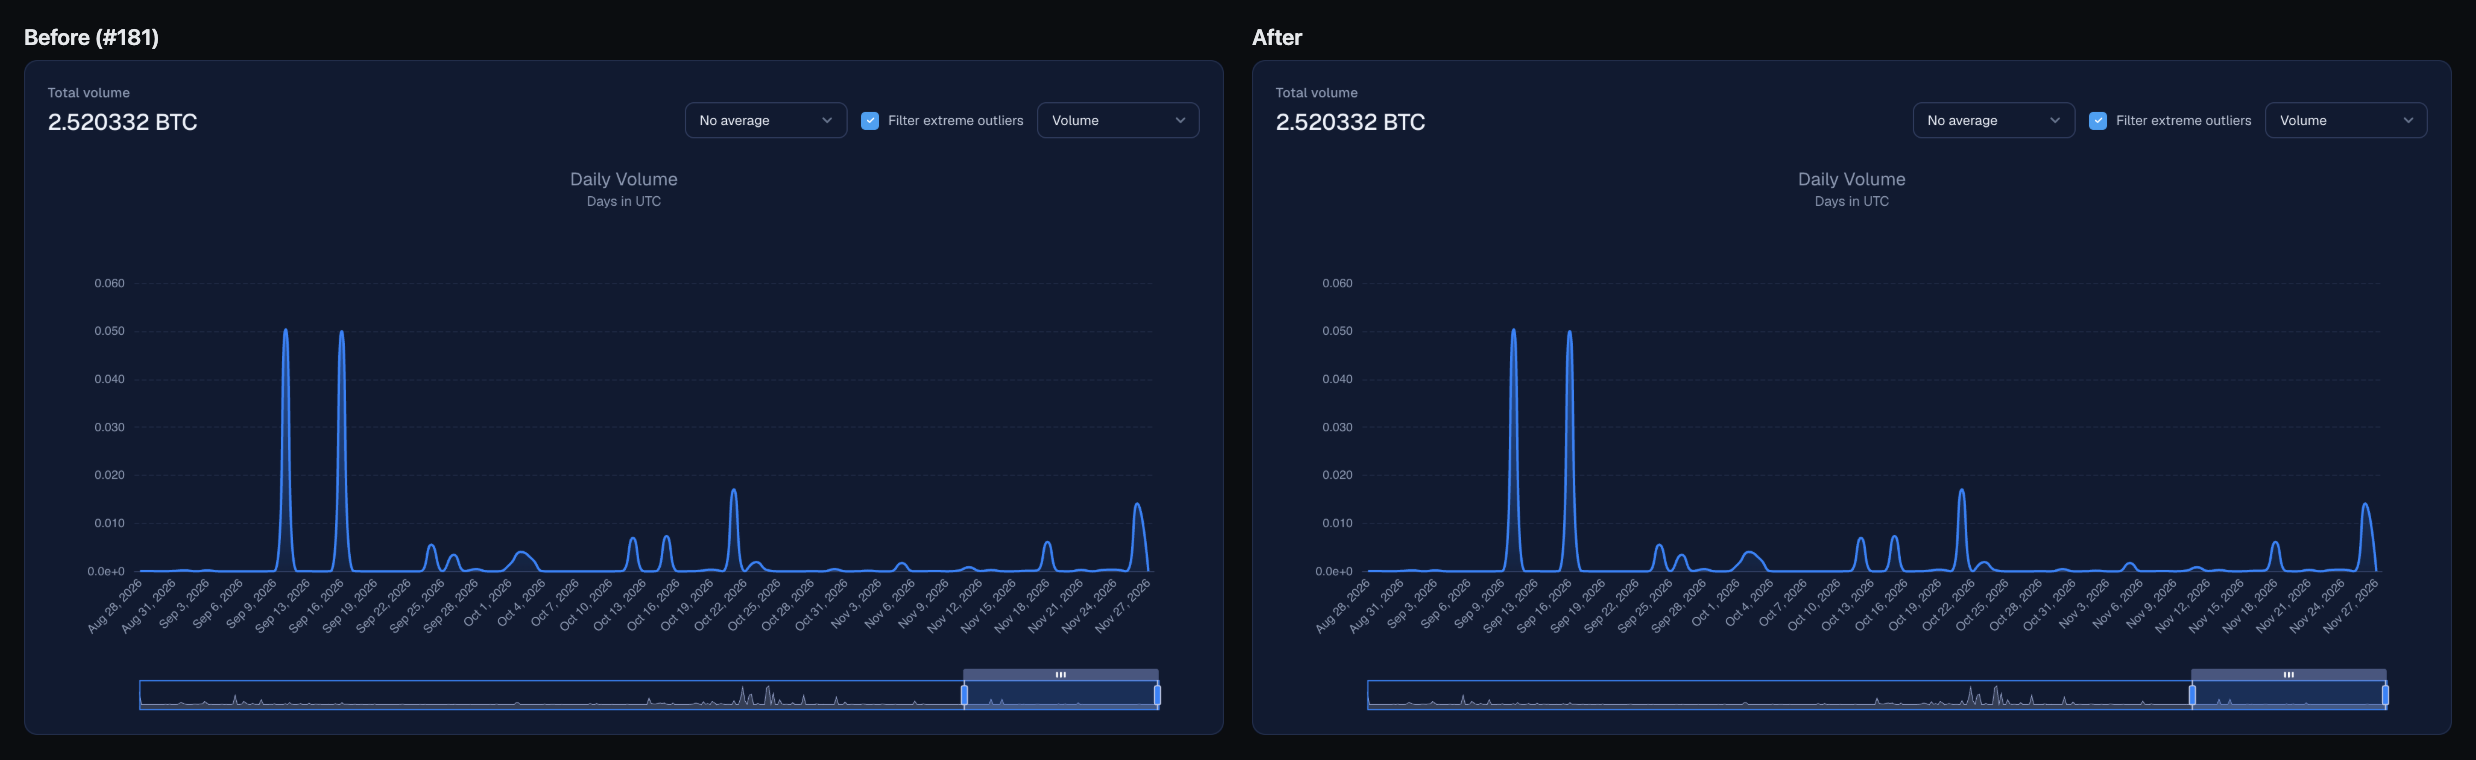 Before (#181)
Total volume
2.520332 BTC
No average
Filter extreme outliers
Volume
Daily Volume
Days in UTC
0.060
0.050
0.040
0.030
0.020
0.010
0.0e+0
Aug 28, 2026
Aug 31, 2026
Sep 3, 2026
Sep 6, 2026
Sep 9, 2026
Sep 13, 2026
Sep 16, 2026
Sep 19, 2026
Sep 22, 2026
Sep 25, 2026
Sep 28, 2026
Oct 1, 2026
Oct 4, 2026
Oct 7, 2026
Oct 10, 2026
Oct 13, 2026
Oct 16, 2026
Oct 19, 2026
Oct 22, 2026
Oct 25, 2026
Oct 28, 2026
Oct 31, 2026
Nov 3, 2026
Nov 6, 2026
Nov 9, 2026
Nov 12, 2026
Nov 15, 2026
Nov 18, 2026
Nov 21, 2026
Nov 24, 2026
Nov 27, 2026
After
Total volume
2.520332 BTC
No average
Filter extreme outliers
Volume
Daily Volume
Days in UTC
0.060
0.050
0.040
0.030
0.020
0.010
0.0e+0
Aug 28, 2026
Aug 31, 2026
Sep 3, 2026
Sep 6, 2026
Sep 9, 2026
Sep 13, 2026
Sep 16, 2026
Sep 19, 2026
Sep 22, 2026
Sep 25, 2026
Sep 28, 2026
Oct 1, 2026
Oct 4, 2026
Oct 7, 2026
Oct 10, 2026
Oct 13, 2026
Oct 16, 2026
Oct 19, 2026
Oct 22, 2026
Oct 25, 2026
Oct 28, 2026
Oct 31, 2026
Nov 3, 2026
Nov 6, 2026
Nov 9, 2026
Nov 12, 2026
Nov 15, 2026
Nov 18, 2026
Nov 21, 2026
Nov 24, 2026
Nov 27, 2026